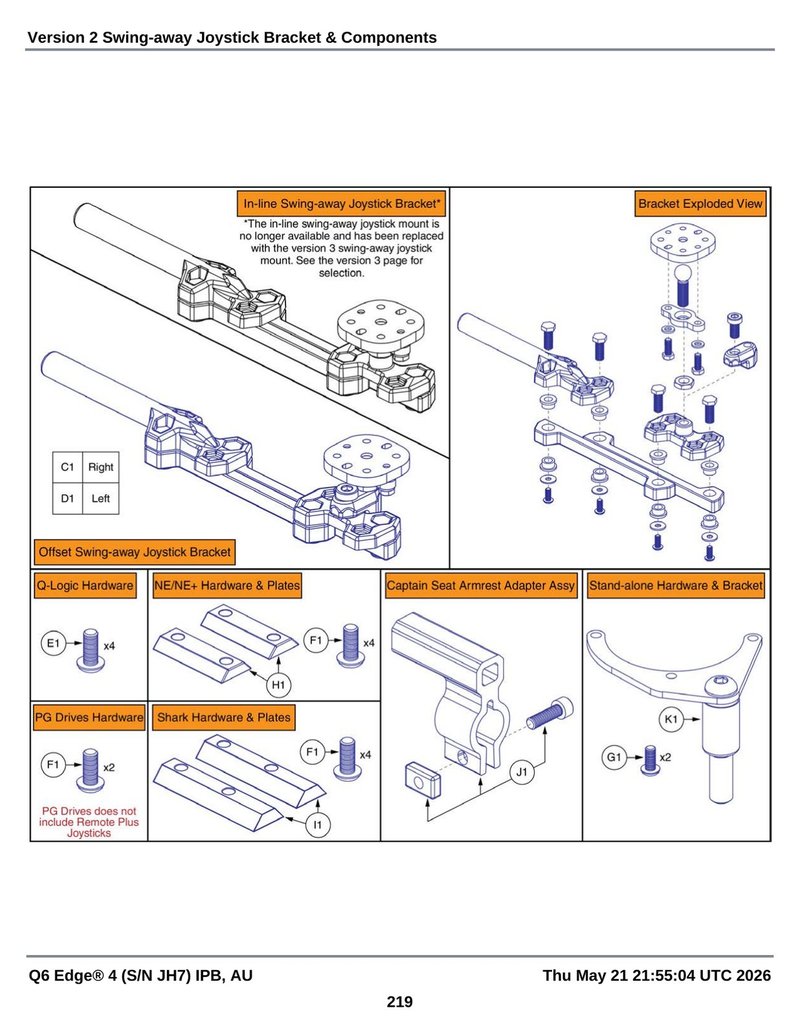 Version 2 Swing-away Joystick Bracket & Components
In-line Swing-away Joystick Bracket*
*The in-line swing-away joystick mount is
no longer available and has been replaced
with the version 3 swing-away joystick
mount. See the version 3 page for
selection.
Bracket Exploded View
C1 Right
D1 Left
Offset Swing-away Joystick Bracket
Q-Logic Hardware
E1
x4
NE/NE+ Hardware & Plates
F1
x4
H1
Captain Seat Armrest Adapter Assy
J1
Stand-alone Hardware & Bracket
K1
G1
x2
PG Drives Hardware
F1
x2
PG Drives does not
include Remote Plus
Joysticks
Shark Hardware & Plates
F1
x4
I1
Q6 Edge® 4 (S/N JH7) IPB, AU
Thu May 21 21:55:04 UTC 2026
219